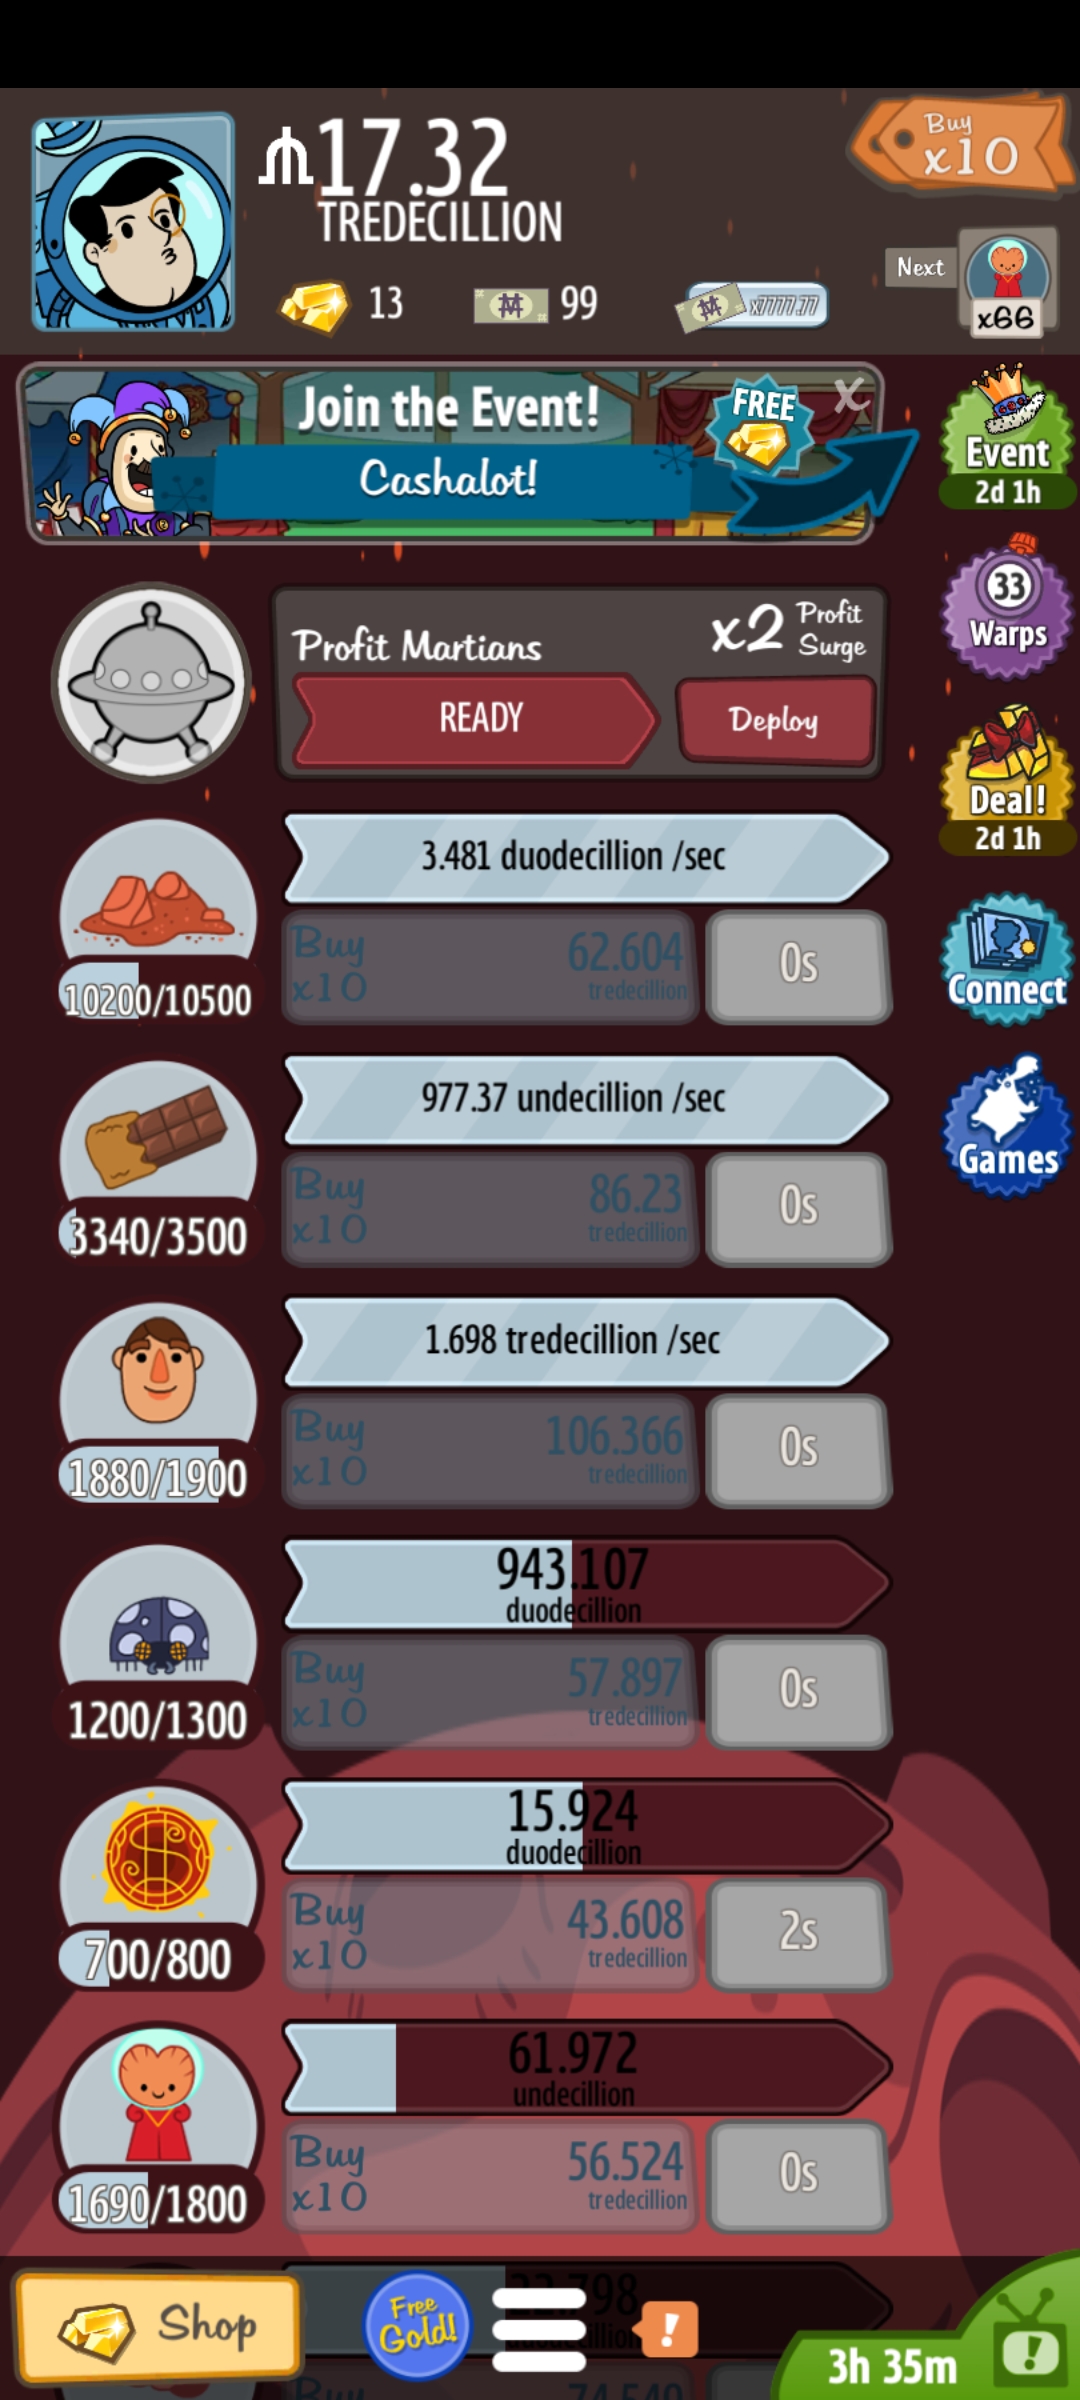 17.32
TREDECILLION
Buy
x10
13
99
x7777.77
Next
x66
Join the Event!
Cashalot!
FREE
X
Event
2d 1h
33
Warps
Profit Martians
x2 Profit
Surge
READY
Deploy
Deal!
2d 1h
3.481 duodecillion /sec
10200/10500
Buy
x10
62.604
tredecillion
0s
Connect
977.37 undecillion /sec
3340/3500
Buy
x10
86.23
tredecillion
0s
Games
1.698 tredecillion /sec
1880/1900
Buy
x10
106.366
tredecillion
0s
943.107
duodecillion
1200/1300
Buy
x10
57.897
tredecillion
0s
15.924
duodecillion
700/800
Buy
x10
43.608
tredecillion
2s
61.972
undecillion
1690/1800
Buy
x10
56.524
tredecillion
0s
Shop
Free
Gold!
!
3h 35m
!